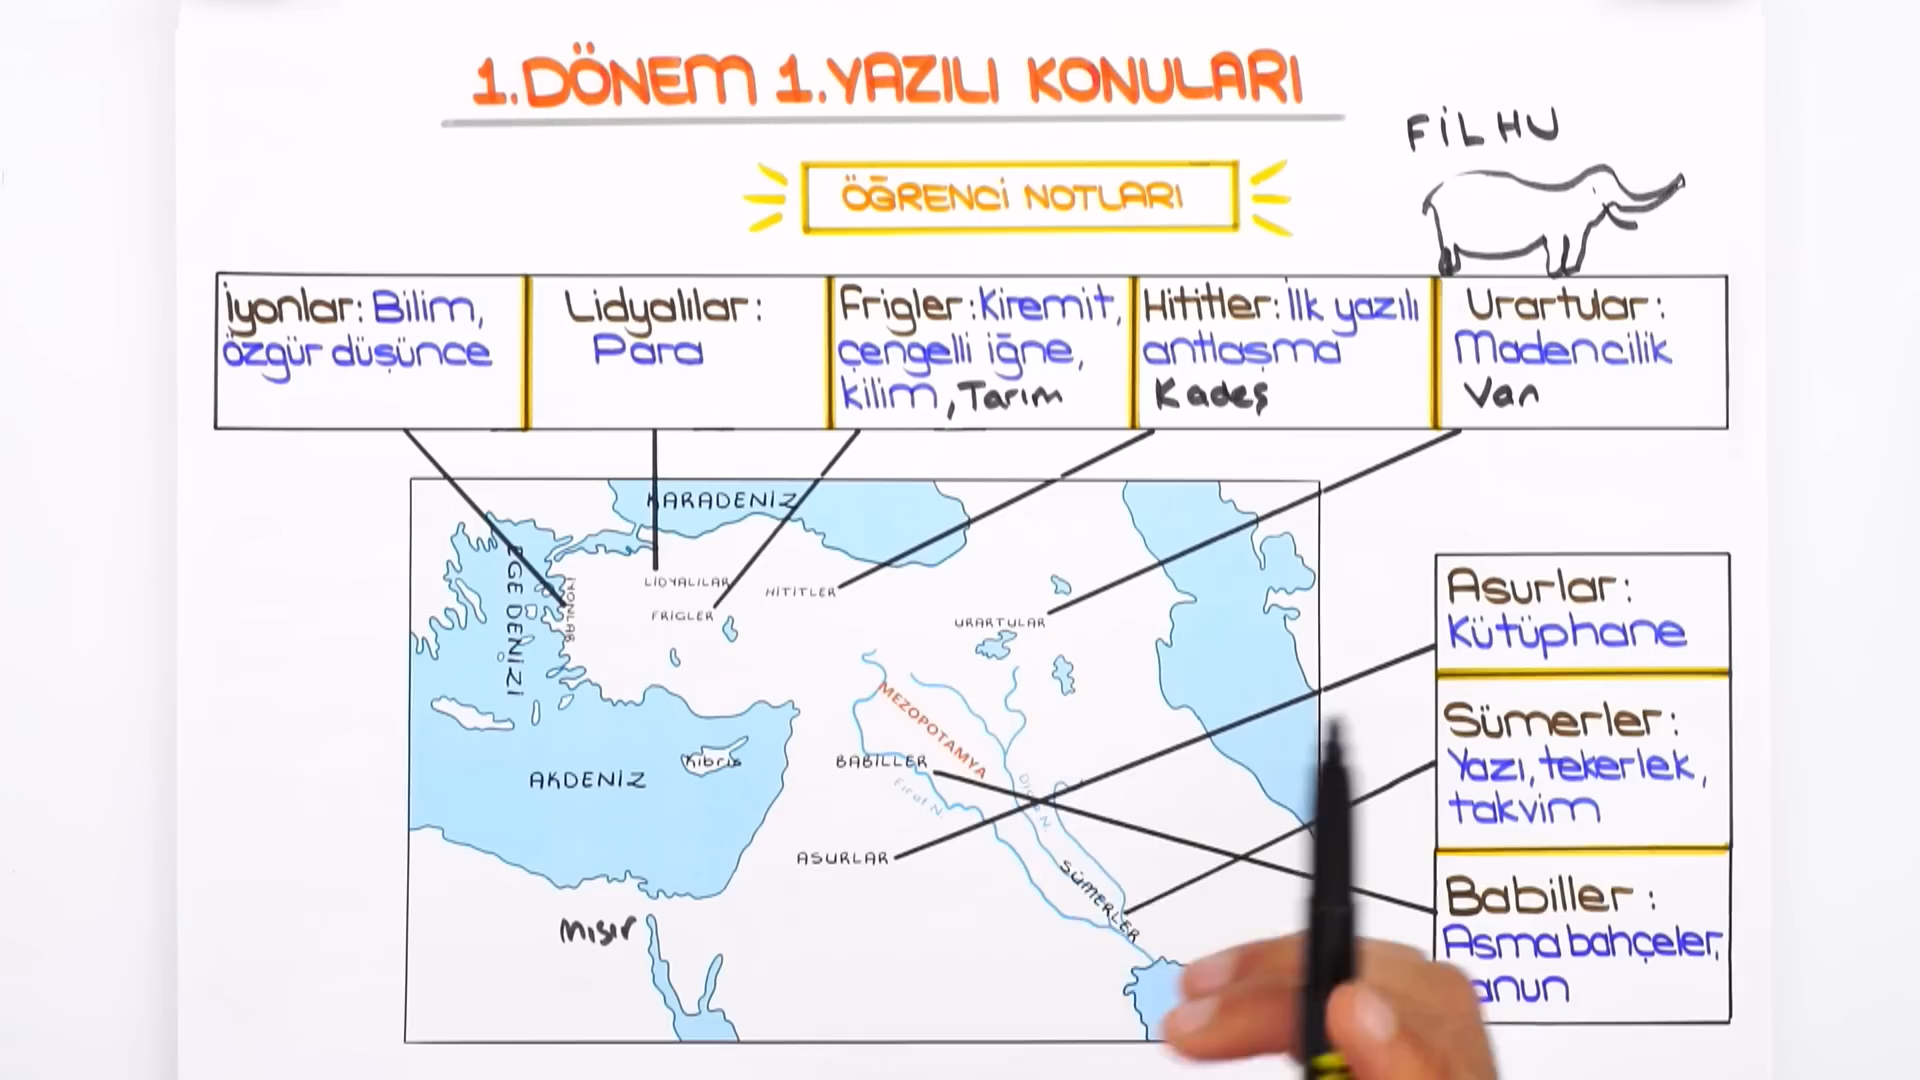 1.DÖNEM 1.YAZILI KONULARI
FİLHU
ÖĞRENCİ NOTLARI
İyonlar: Bilim,
özgür düşünce
Lidyalılar:
Para
Frigler: Kiremit,
çengelli iğne,
kilim, Tarım
Hititler: İlk yazılı
antlaşma
Kadeş
Urartular:
Madencilik
Van
KARADENİZ
EGE DENİZİ
İYONLAR
LİDYALILAR
FRİGLER
HİTİTLER
URARTULAR
MEZOPOTAMYA
BABİLLER
Fırat N.
Dicle N.
AKDENİZ
Kıbrıs
ASURLAR
SÜMERLER
Mısır
Asurlar:
Kütüphane
Sümerler:
Yazı, tekerlek,
takvim
Babiller:
Asma bahçeler,
anun